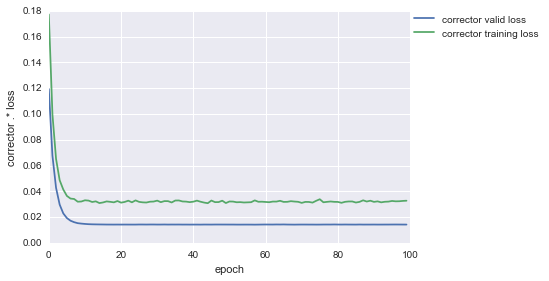 0.18
0.16
0.14
0.12
0.10
0.08
0.06
0.04
0.02
0.00
corrector .* loss
0 20 40 60 80 100
epoch
corrector valid loss
corrector training loss